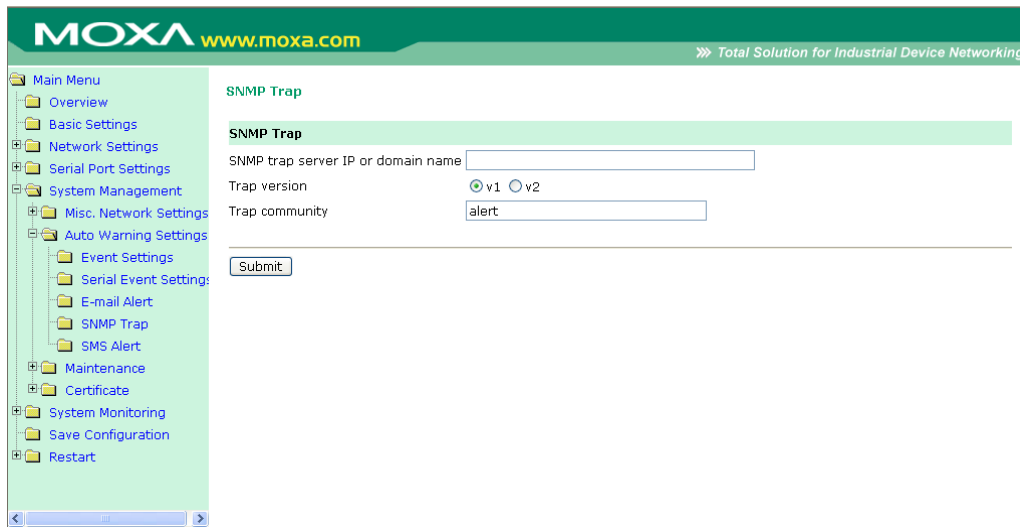 MOXA www.moxa.com
Total Solution for Industrial Device Networking
Main Menu
Overview
Basic Settings
Network Settings
Serial Port Settings
System Management
Misc. Network Settings
Auto Warning Settings
Event Settings
Serial Event Settings
E-mail Alert
SNMP Trap
SMS Alert
Maintenance
Certificate
System Monitoring
Save Configuration
Restart
SNMP Trap
SNMP Trap
SNMP trap server IP or domain name
Trap version v1 v2
Trap community alert
Submit